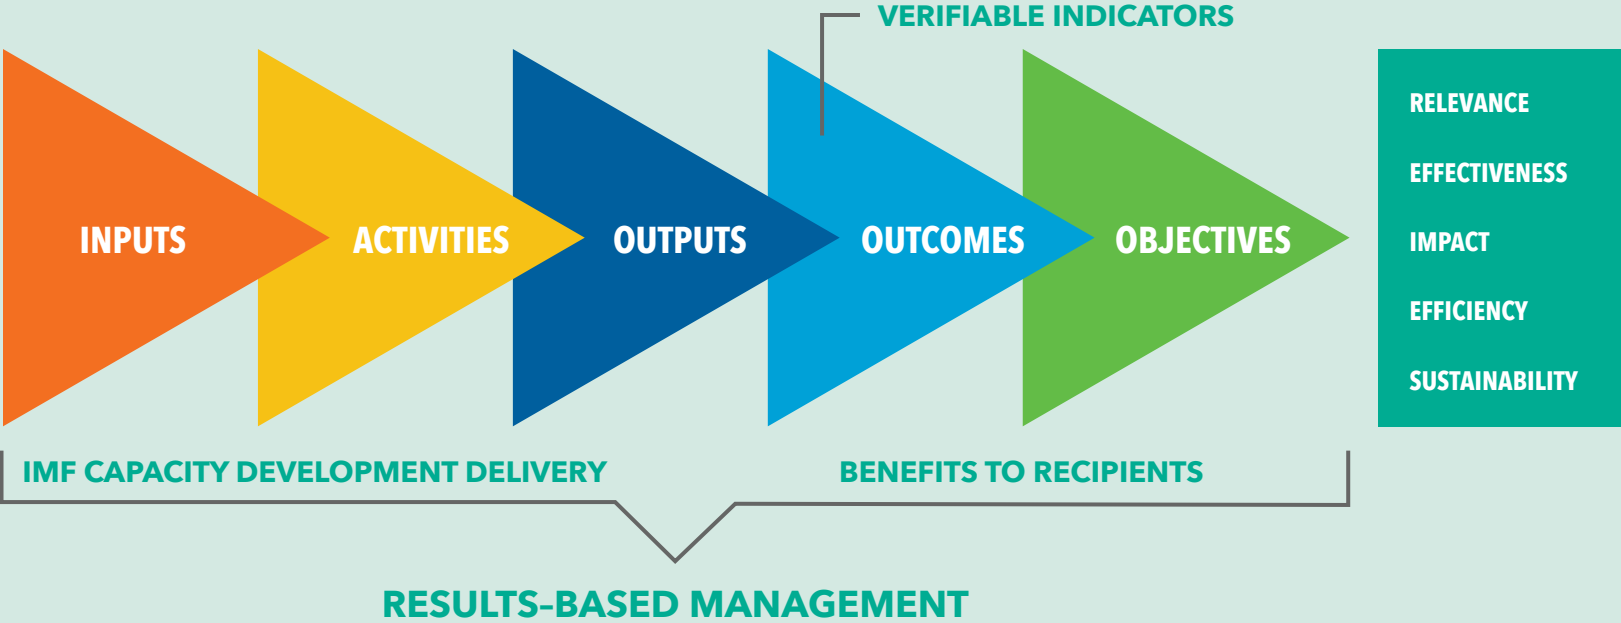 VERIFIABLE INDICATORS
INPUTS
ACTIVITIES
OUTPUTS
OUTCOMES
OBJECTIVES
RELEVANCE
EFFECTIVENESS
IMPACT
EFFICIENCY
SUSTAINABILITY
IMF CAPACITY DEVELOPMENT DELIVERY
BENEFITS TO RECIPIENTS
RESULTS–BASED MANAGEMENT